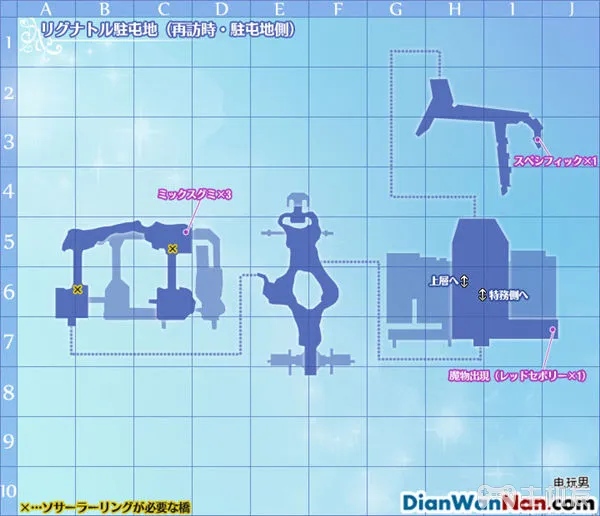 A B C D E F G H I J
リグナトル駐屯地（再訪時・駐屯地側）
1
2
3
スペシフィック×1
4
ミックスグミ×3
5
上層へ
6
特務側へ
7
魔物出現（レッドセボリー×1）
8
9
10
×…ソサーラーリングが必要な橋
电玩男
DianWanNan.com